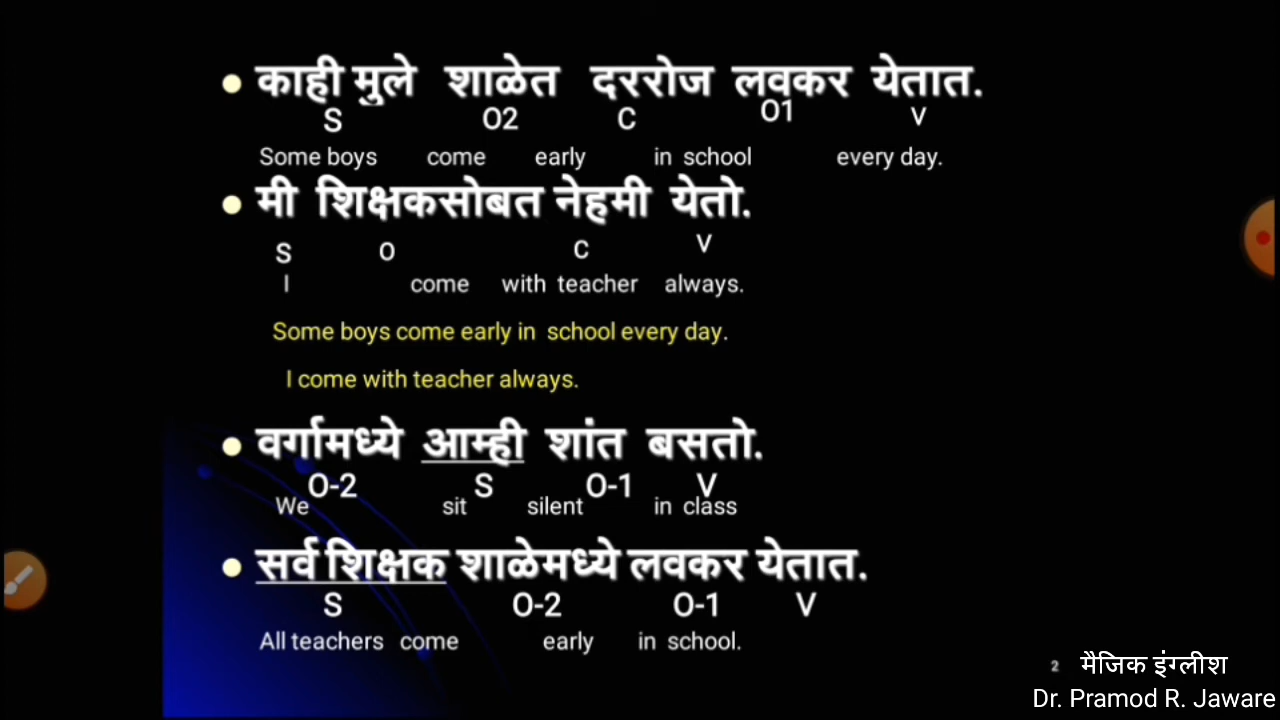 काही मुले शाळेत दररोज लवकर येतात.
S O2 C O1 V
Some boys come early in school every day.
मी शिक्षकसोबत नेहमी येतो.
S O C V
I come with teacher always.
Some boys come early in school every day.
I come with teacher always.
वर्गामध्ये आम्ही शांत बसतो.
O-2 S O-1 V
We sit silent in class
सर्व शिक्षक शाळेमध्ये लवकर येतात.
S O-2 O-1 V
All teachers come early in school.
2 मैजिक इंग्लीश
Dr. Pramod R. Jaware